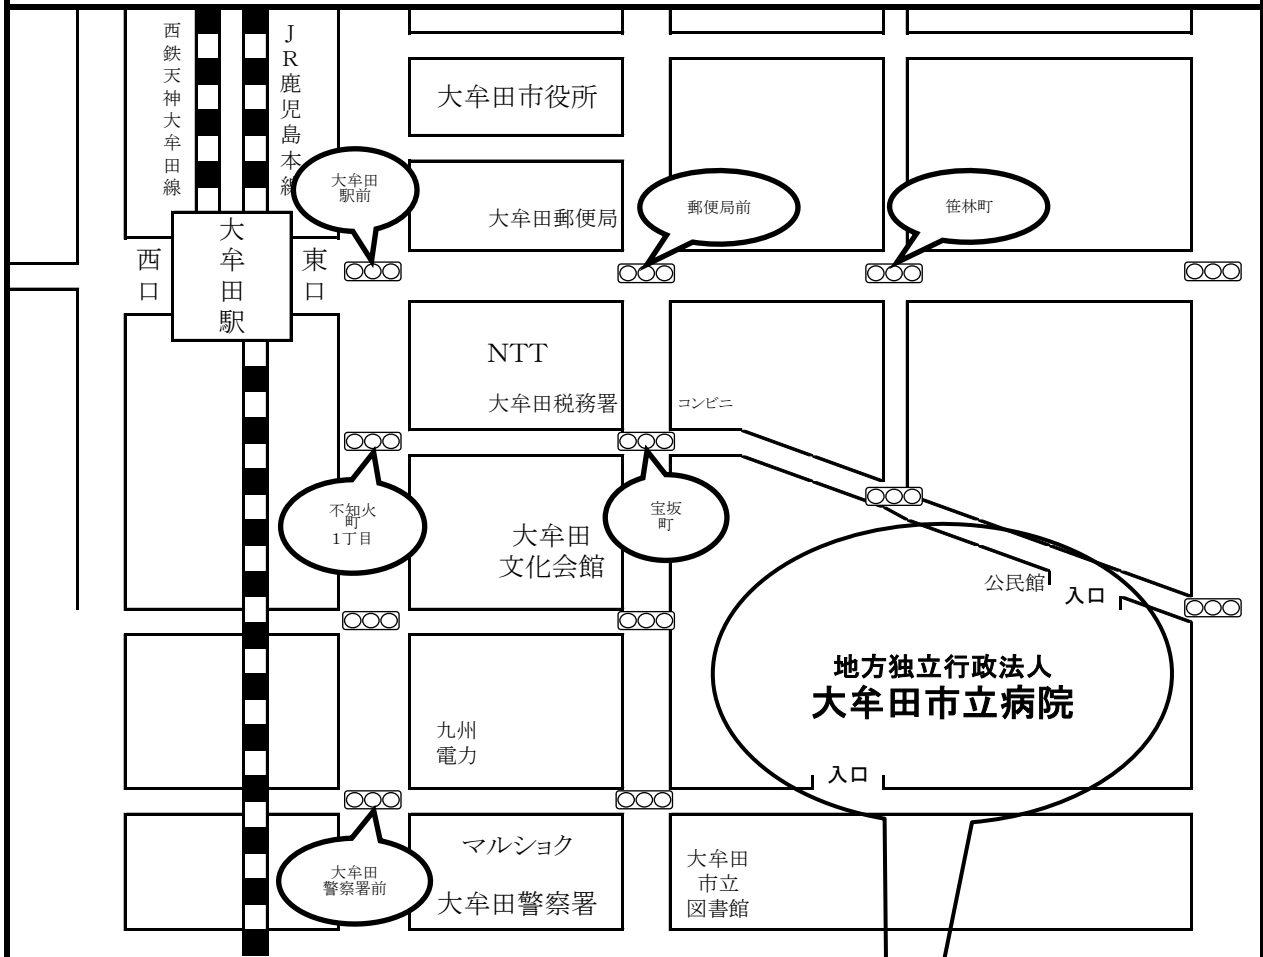 西鉄天神大牟田線
JR鹿児島本線
大牟田市役所
大牟田
駅前
大牟田郵便局
郵便局前
笹林町
大牟田駅
西口
東口
NTT
大牟田税務署
コンビニ
不知火
町
1丁目
宝坂
町
大牟田
文化会館
公民館
入口
地方独立行政法人
大牟田市立病院
九州
電力
入口
マルショク
大牟田警察署
大牟田
警察署前
大牟田
市立
図書館